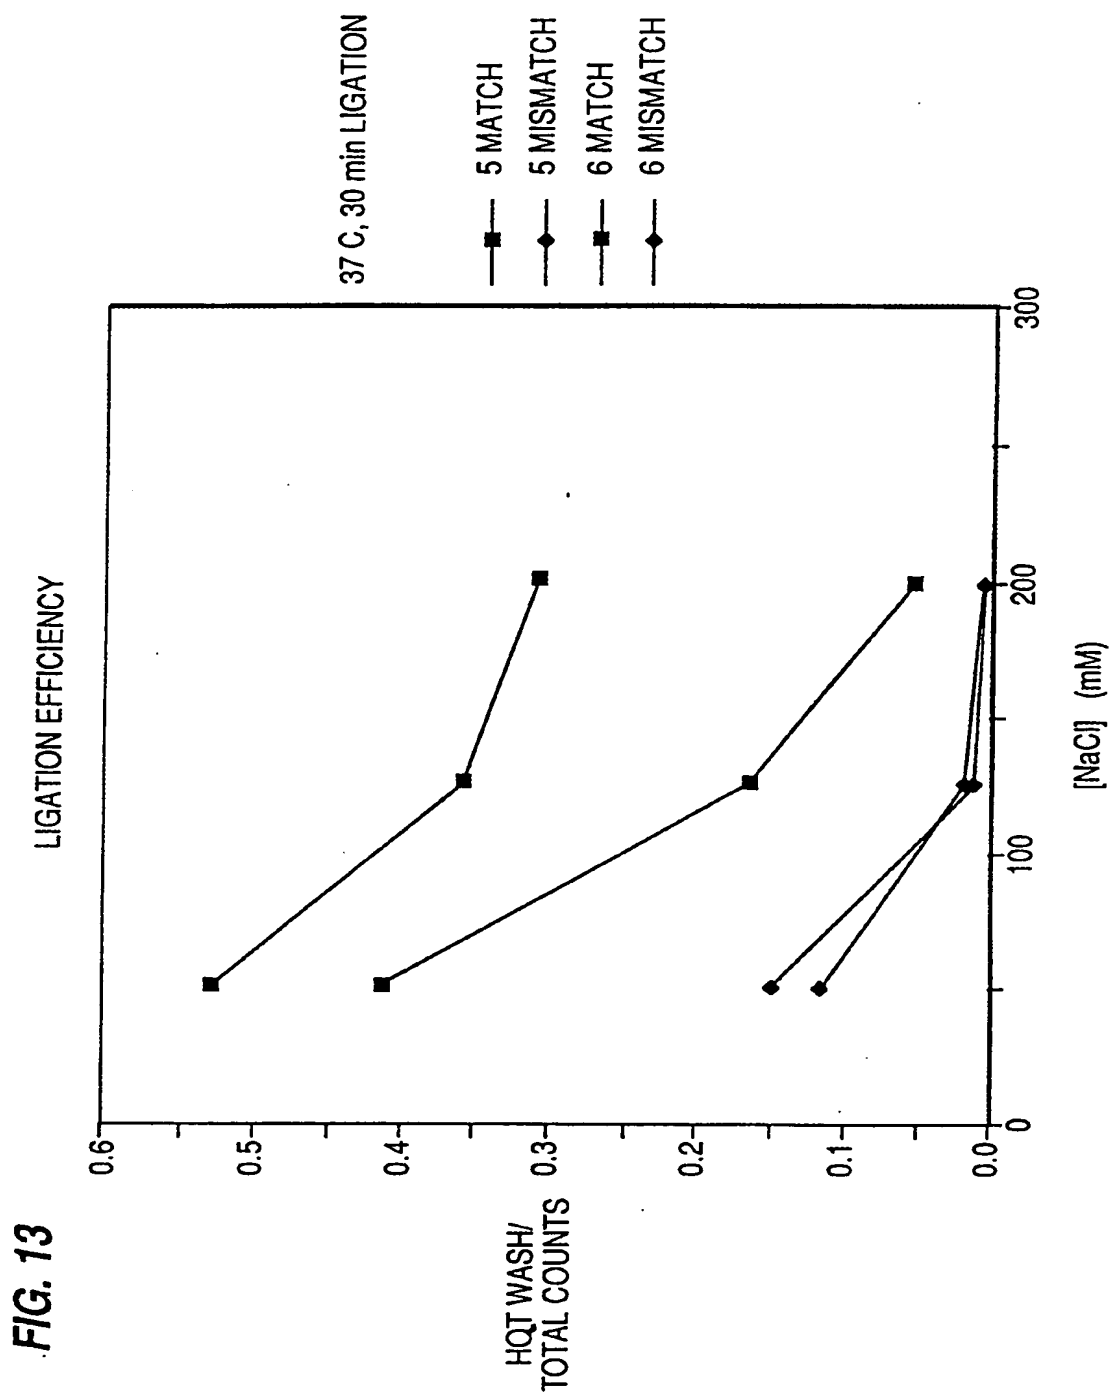 FIG. 13
LIGATION EFFICIENCY
37 C, 30 min LIGATION
5 MATCH
5 MISMATCH
6 MATCH
6 MISMATCH
HQT WASH/
TOTAL COUNTS
0.6
0.5
0.4
0.3
0.2
0.1
0.0
0
100
200
300
[NaCl] (mM)